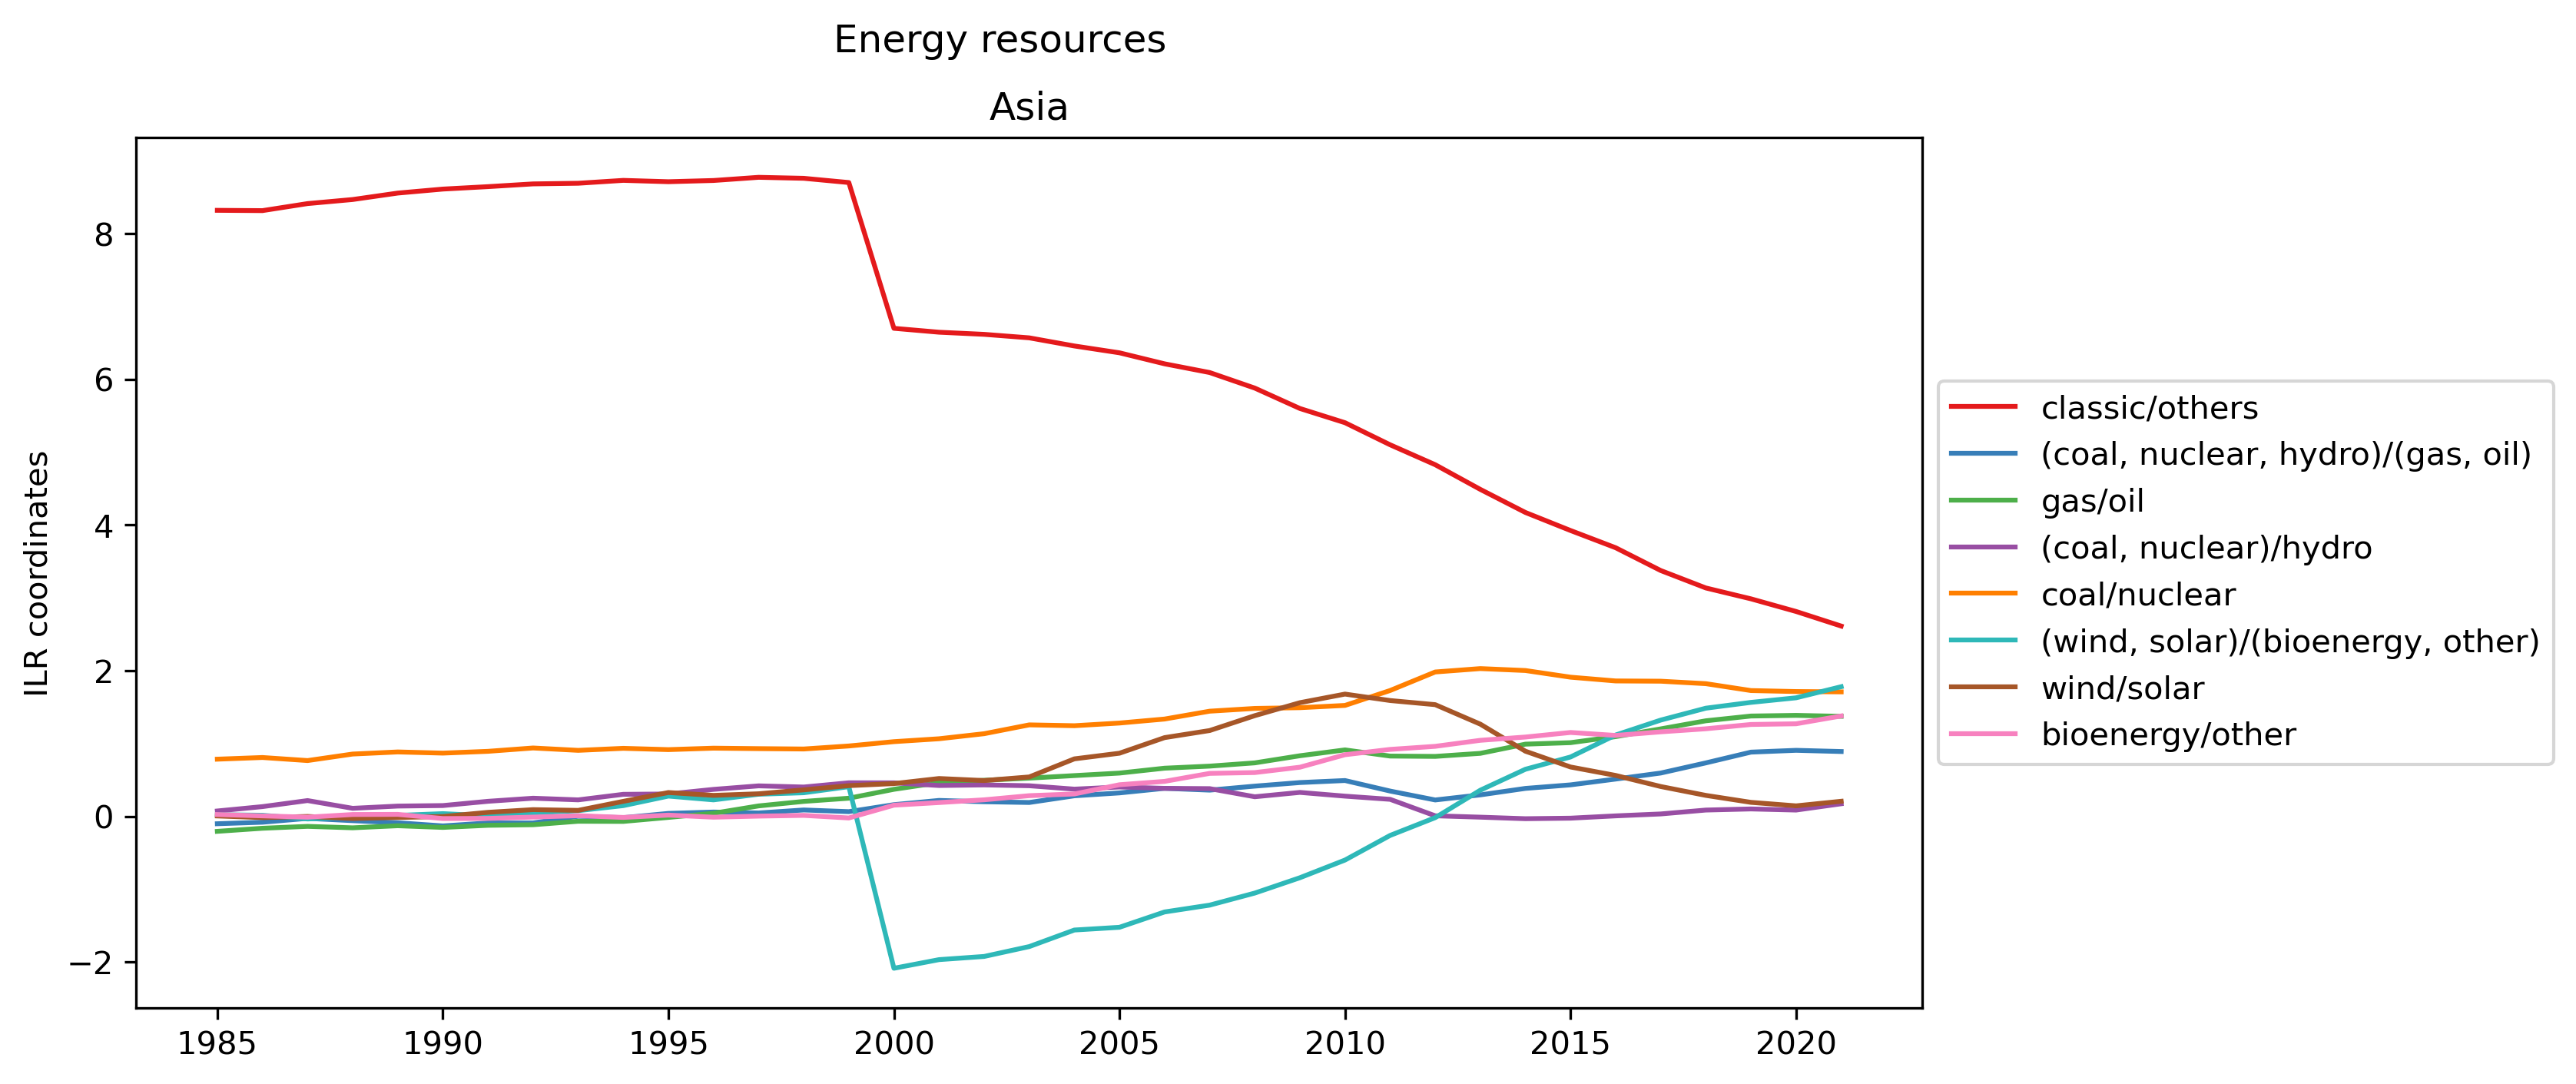 Energy resources
Asia
ILR coordinates
8
6
4
2
0
−2
1985 1990 1995 2000 2005 2010 2015 2020
classic/others
(coal, nuclear, hydro)/(gas, oil)
gas/oil
(coal, nuclear)/hydro
coal/nuclear
(wind, solar)/(bioenergy, other)
wind/solar
bioenergy/other